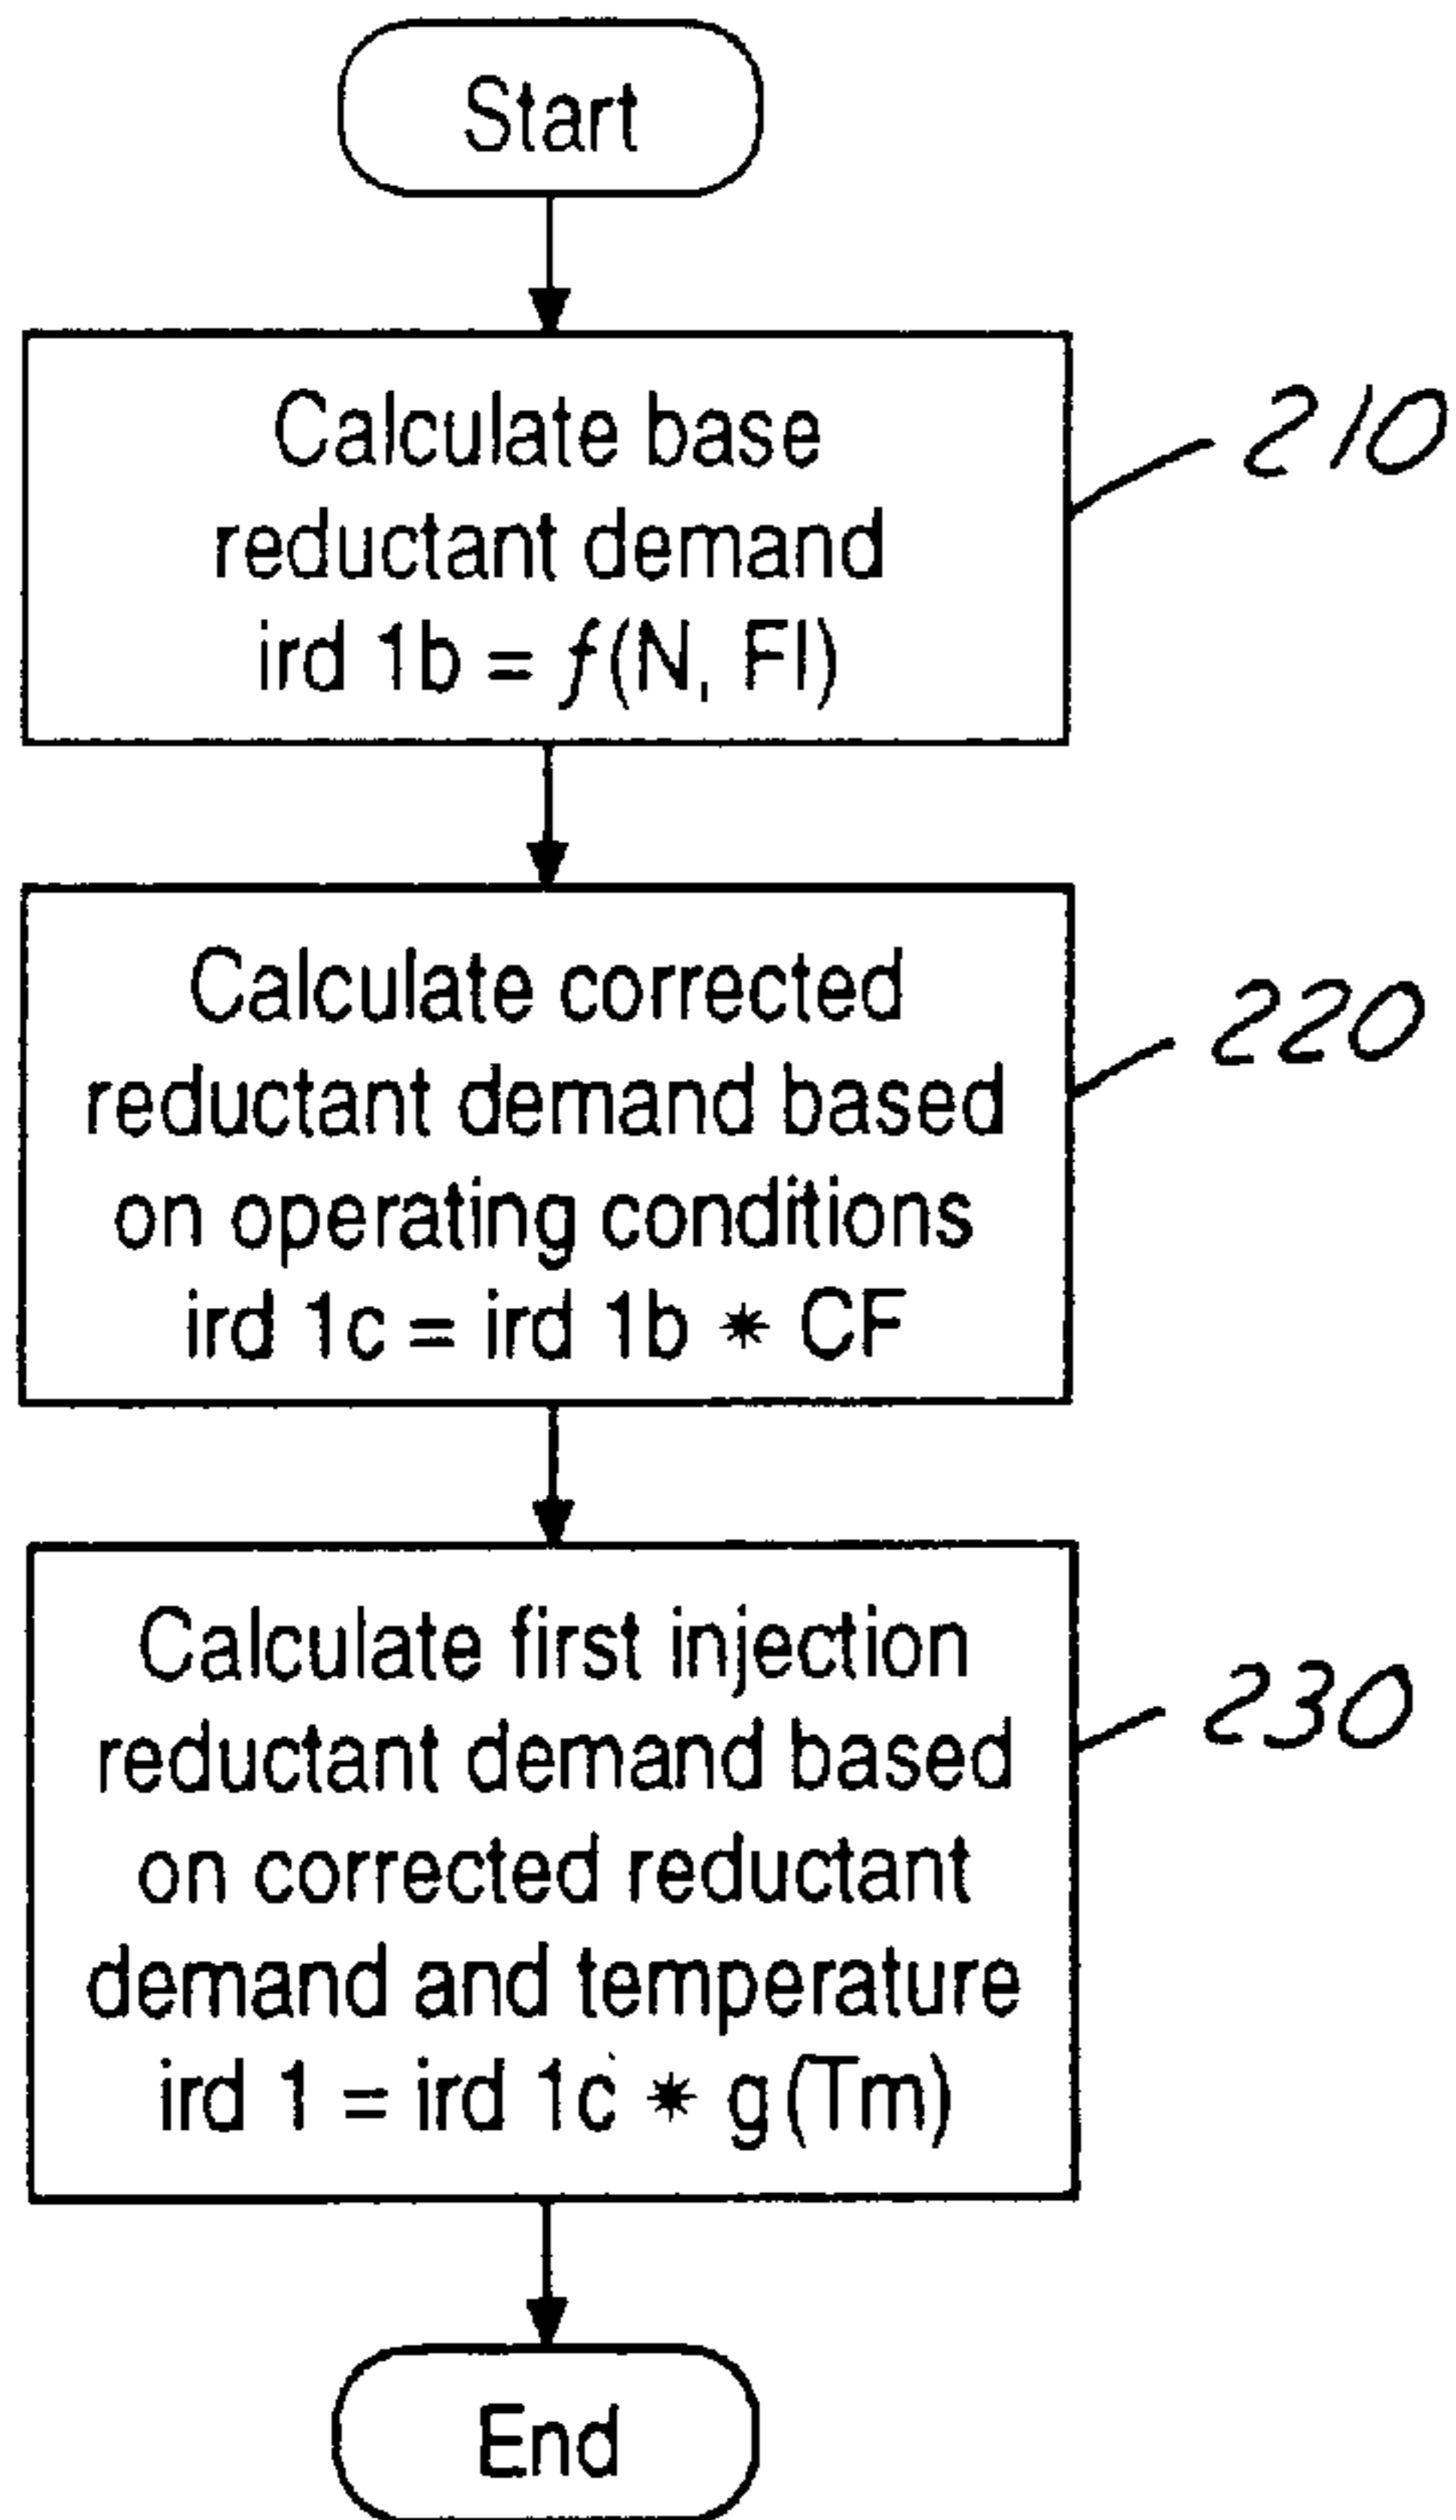 Start
Calculate base
reductant demand
ird 1b = f(N, FI)
210
Calculate corrected
reductant demand based
on operating conditions
ird 1c = ird 1b * CF
220
Calculate first injection
reductant demand based
on corrected reductant
demand and temperature
ird 1 = ird 1c * g(Tm)
230
End